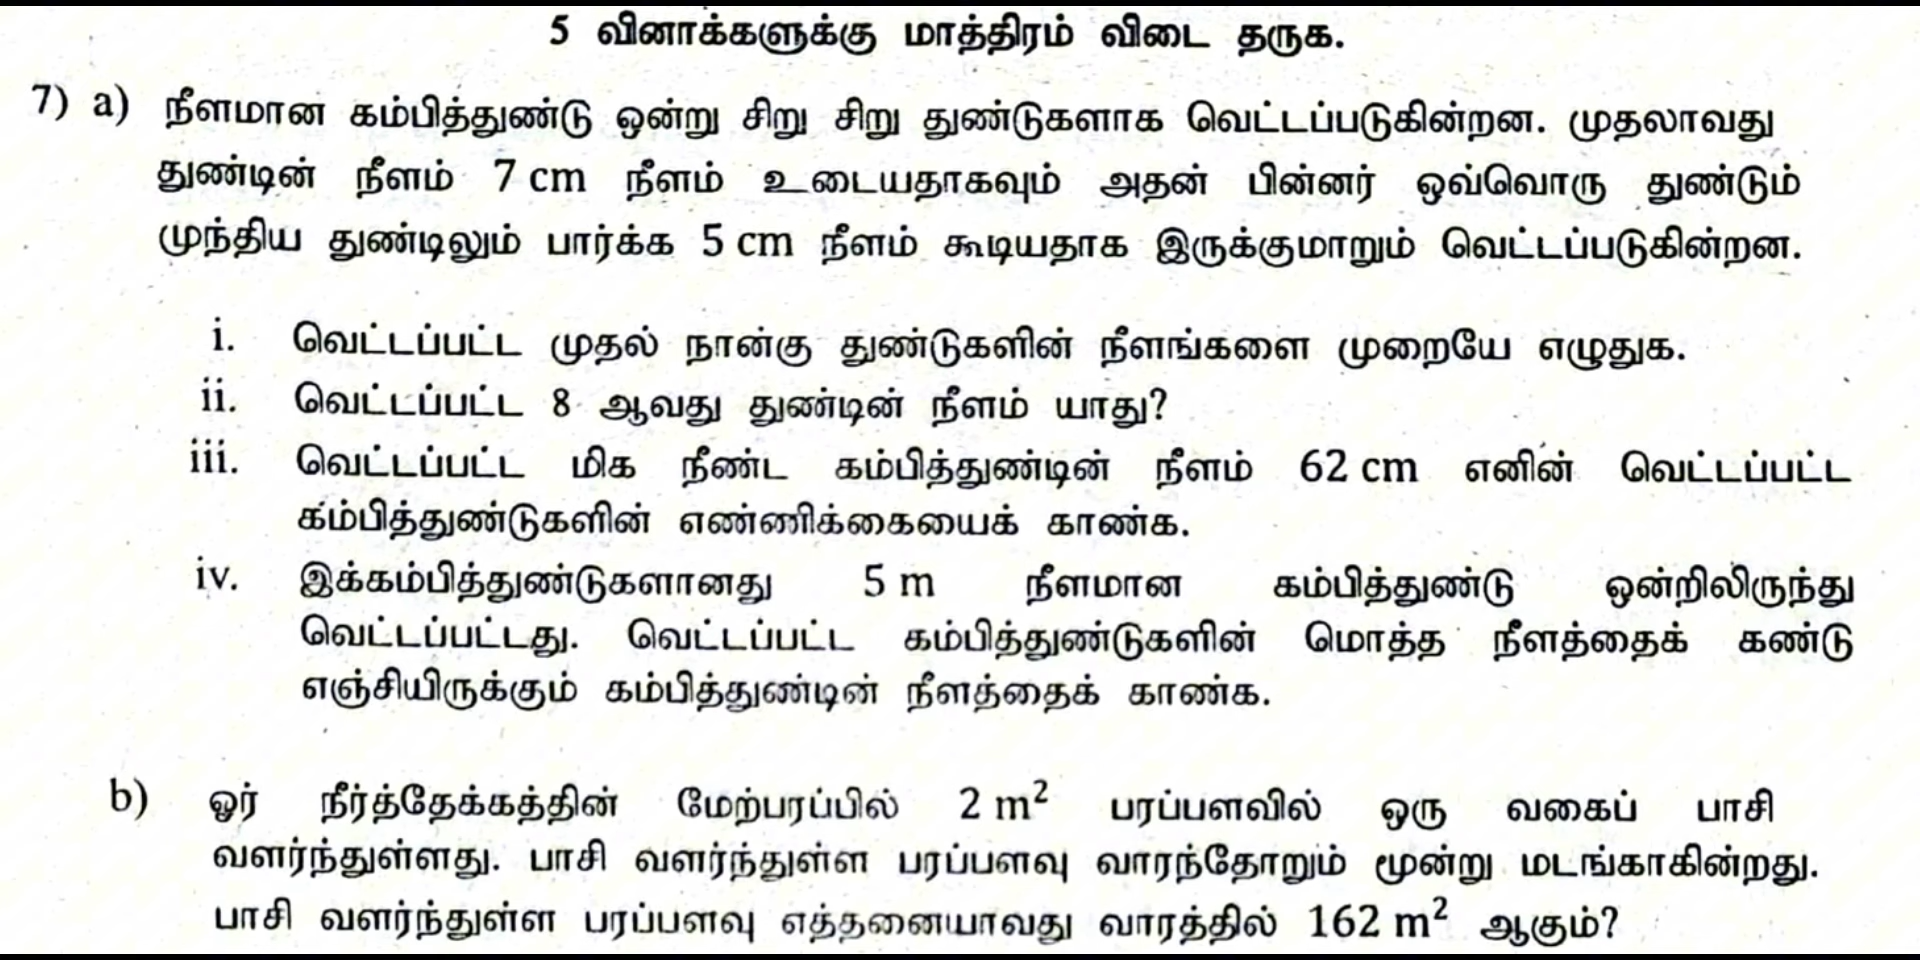 5 வினாக்களுக்கு மாத்திரம் விடை தருக.
7) a) நீளமான கம்பித்துண்டு ஒன்று சிறு சிறு துண்டுகளாக வெட்டப்படுகின்றன. முதலாவது
துண்டின் நீளம் 7 cm நீளம் உடையதாகவும் அதன் பின்னர் ஒவ்வொரு துண்டும்
முந்திய துண்டிலும் பார்க்க 5 cm நீளம் கூடியதாக இருக்குமாறும் வெட்டப்படுகின்றன.
i. வெட்டப்பட்ட முதல் நான்கு துண்டுகளின் நீளங்களை முறையே எழுதுக.
ii. வெட்டப்பட்ட 8 ஆவது துண்டின் நீளம் யாது?
iii. வெட்டப்பட்ட மிக நீண்ட கம்பித்துண்டின் நீளம் 62 cm எனின் வெட்டப்பட்ட
கம்பித்துண்டுகளின் எண்ணிக்கையைக் காண்க.
iv. இக்கம்பித்துண்டுகளானது 5 m நீளமான கம்பித்துண்டு ஒன்றிலிருந்து
வெட்டப்பட்டது. வெட்டப்பட்ட கம்பித்துண்டுகளின் மொத்த நீளத்தைக் கண்டு
எஞ்சியிருக்கும் கம்பித்துண்டின் நீளத்தைக் காண்க.
b) ஓர் நீர்த்தேக்கத்தின் மேற்பரப்பில் 2 m² பரப்பளவில் ஒரு வகைப் பாசி
வளர்ந்துள்ளது. பாசி வளர்ந்துள்ள பரப்பளவு வாரந்தோறும் மூன்று மடங்காகின்றது.
பாசி வளர்ந்துள்ள பரப்பளவு எத்தனையாவது வாரத்தில் 162 m² ஆகும்?